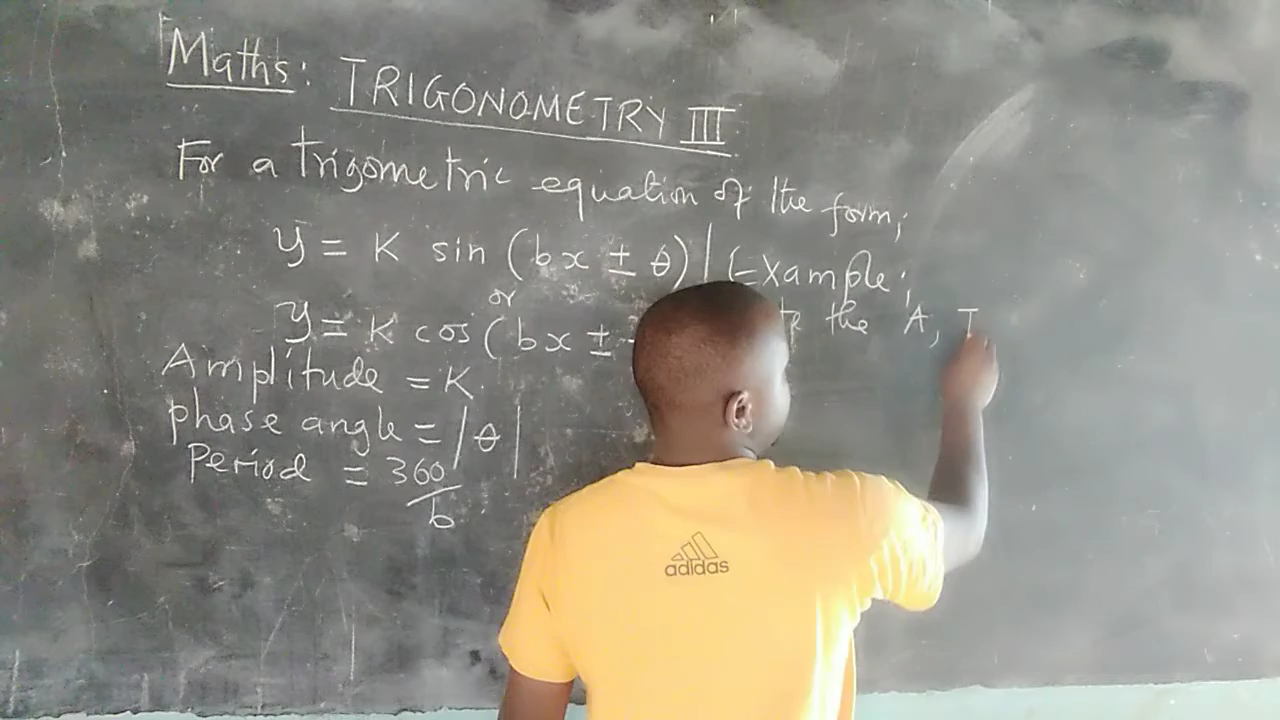 Maths: TRIGONOMETRY III
For a trigometric equation of the form;
y = K sin (bx ± θ)
or
y = K cos (bx ±
Amplitude = K
phase angle = |θ|
Period = 360/b
Example;
the A, T
adidas